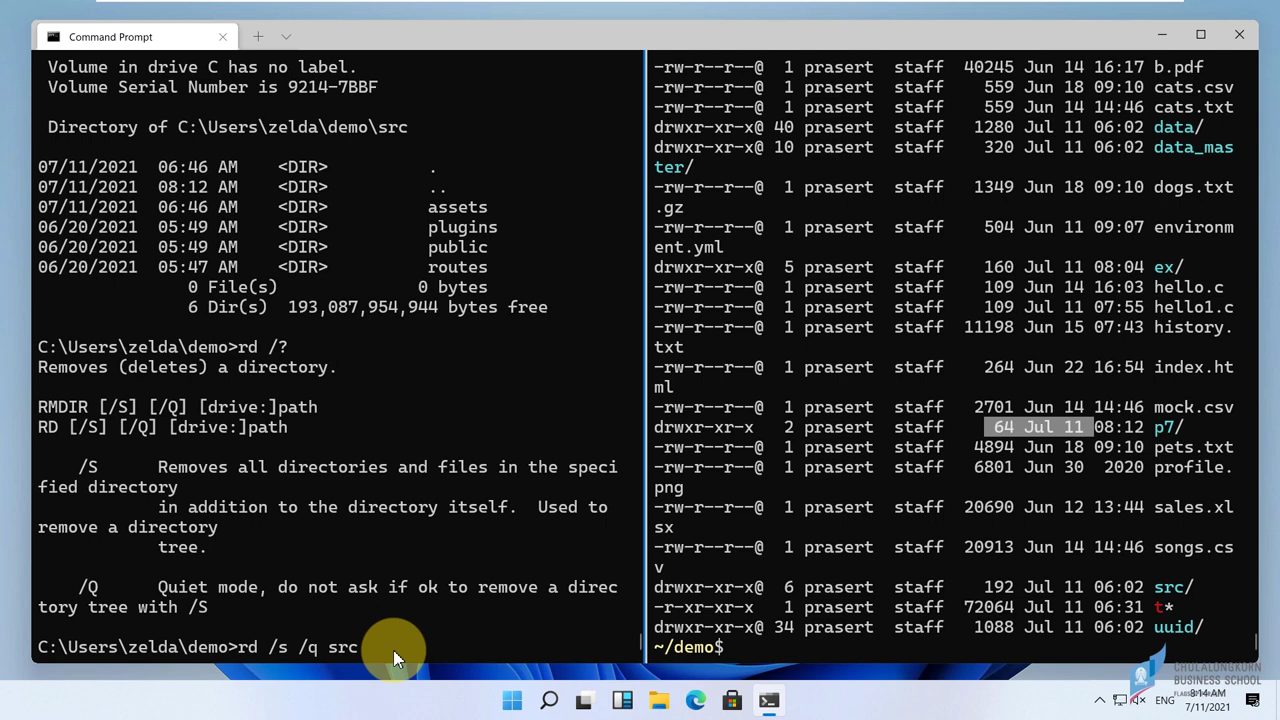 Command Prompt
Volume in drive C has no label.
Volume Serial Number is 9214-7BBF
Directory of C:\Users\zelda\demo\src
07/11/2021 06:46 AM <DIR> .
07/11/2021 08:12 AM <DIR> ..
07/11/2021 06:46 AM <DIR> assets
06/20/2021 05:49 AM <DIR> plugins
06/20/2021 05:49 AM <DIR> public
06/20/2021 05:47 AM <DIR> routes
0 File(s) 0 bytes
6 Dir(s) 193,087,954,944 bytes free
C:\Users\zelda\demo>rd /?
Removes (deletes) a directory.
RMDIR [/S] [/Q] [drive:]path
RD [/S] [/Q] [drive:]path
/S Removes all directories and files in the speci
fied directory
in addition to the directory itself. Used to
remove a directory
tree.
/Q Quiet mode, do not ask if ok to remove a direc
tory tree with /S
C:\Users\zelda\demo>rd /s /q src
-rw-r--r--@ 1 prasert staff 40245 Jun 14 16:17 b.pdf
-rw-r--r--@ 1 prasert staff 559 Jun 18 09:10 cats.csv
-rw-r--r--@ 1 prasert staff 559 Jun 14 14:46 cats.txt
drwxr-xr-x@ 40 prasert staff 1280 Jul 11 06:02 data/
drwxr-xr-x@ 10 prasert staff 320 Jul 11 06:02 data_mas
ter/
-rw-r--r--@ 1 prasert staff 1349 Jun 18 09:10 dogs.txt
.gz
-rw-r--r--@ 1 prasert staff 504 Jun 11 09:07 environm
ent.yml
drwxr-xr-x@ 5 prasert staff 160 Jul 11 08:04 ex/
-rw-r--r--@ 1 prasert staff 109 Jun 14 16:03 hello.c
-rw-r--r--@ 1 prasert staff 109 Jul 11 07:55 hello1.c
-rw-r--r--@ 1 prasert staff 11198 Jun 15 07:43 history.
txt
-rw-r--r--@ 1 prasert staff 264 Jun 22 16:54 index.ht
ml
-rw-r--r--@ 1 prasert staff 2701 Jun 14 14:46 mock.csv
drwxr-xr-x 2 prasert staff 64 Jul 11 08:12 p7/
-rw-r--r--@ 1 prasert staff 4894 Jun 18 09:10 pets.txt
-rw-r--r--@ 1 prasert staff 6801 Jun 30 2020 profile.
png
-rw-r--r--@ 1 prasert staff 20690 Jun 12 13:44 sales.xl
sx
-rw-r--r--@ 1 prasert staff 20913 Jun 14 14:46 songs.cs
v
drwxr-xr-x@ 6 prasert staff 192 Jul 11 06:02 src/
-r-xr-xr-x 1 prasert staff 72064 Jul 11 06:31 t*
drwxr-xr-x@ 34 prasert staff 1088 Jul 11 06:02 uuid/
~/demo$
CHULALONGKORN
BUSINESS SCHOOL
ENG
8:14 AM
7/11/2021